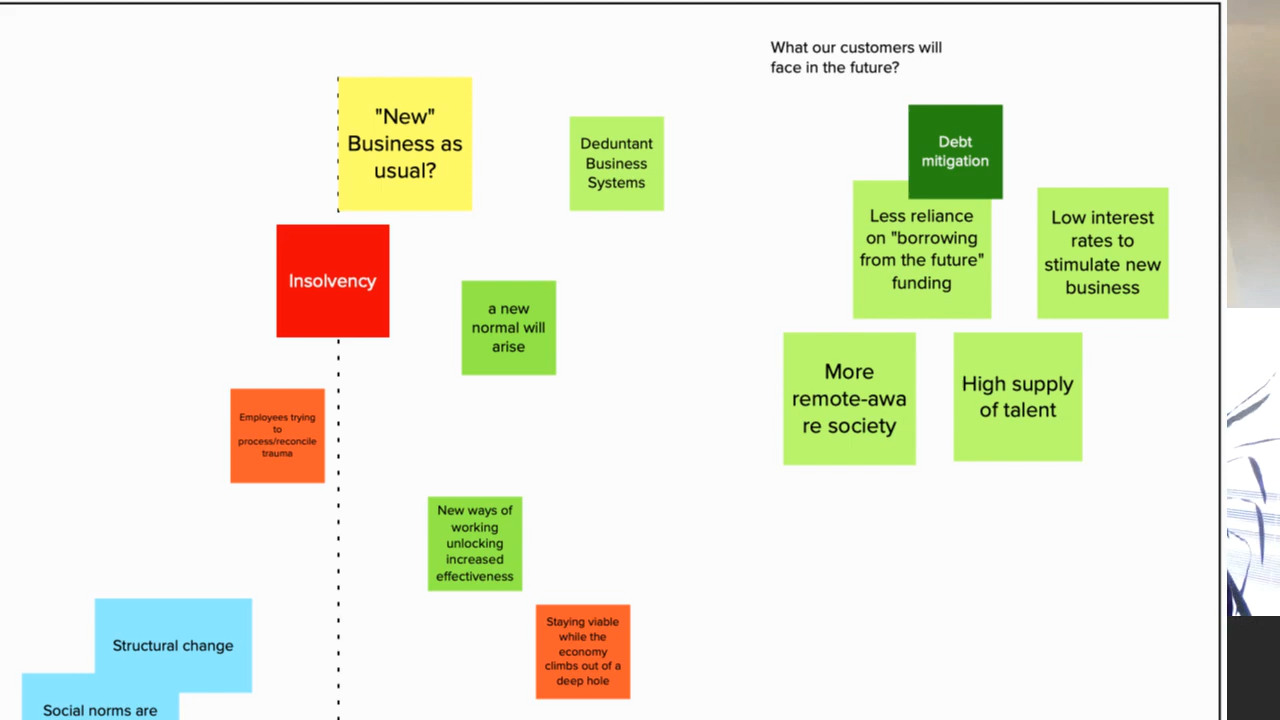 What our customers will
face in the future?
"New"
Business as
usual?
Deduntant
Business
Systems
Debt
mitigation
Less reliance
on "borrowing
from the future"
funding
Low interest
rates to
stimulate new
business
Insolvency
a new
normal will
arise
More
remote-awa
re society
High supply
of talent
Employees trying
to
process/reconcile
trauma
New ways of
working
unlocking
increased
effectiveness
Staying viable
while the
economy
climbs out of a
deep hole
Structural change
Social norms are